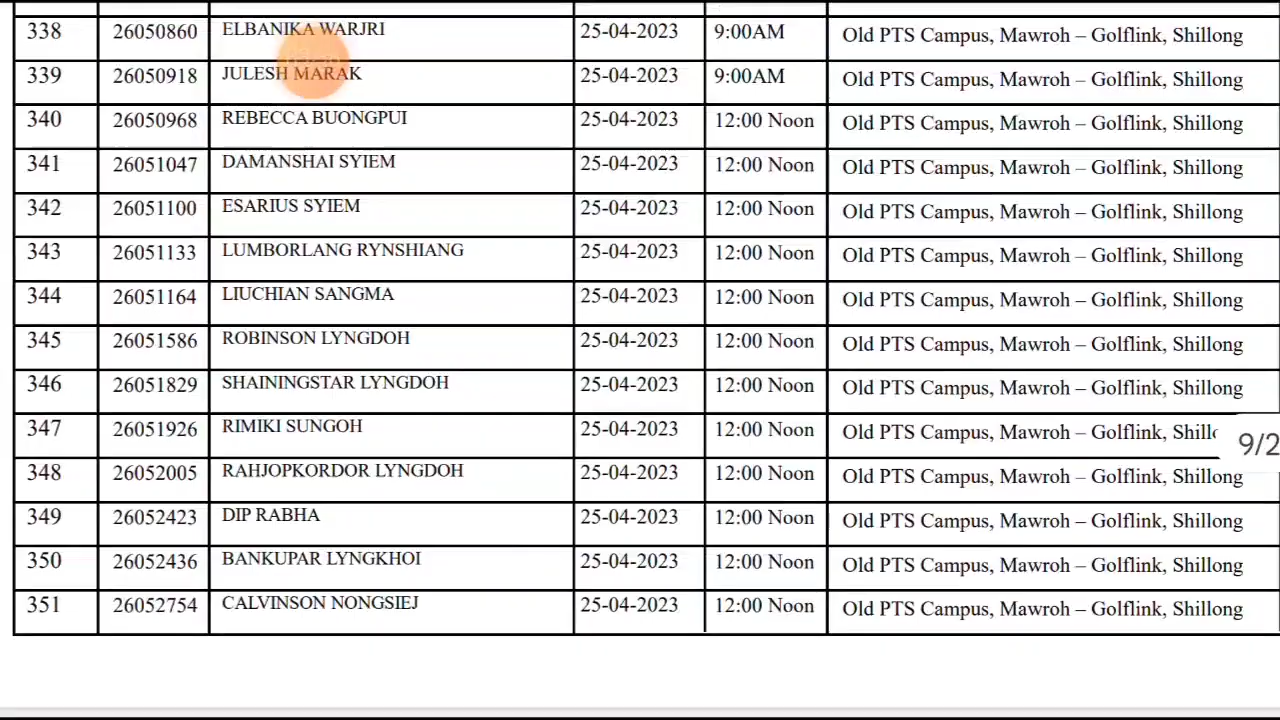 338 26050860 ELBANIKA WARJRI 25-04-2023 9:00AM Old PTS Campus, Mawroh – Golflink, Shillong
339 26050918 JULESH MARAK 25-04-2023 9:00AM Old PTS Campus, Mawroh – Golflink, Shillong
340 26050968 REBECCA BUONGPUI 25-04-2023 12:00 Noon Old PTS Campus, Mawroh – Golflink, Shillong
341 26051047 DAMANSHAI SYIEM 25-04-2023 12:00 Noon Old PTS Campus, Mawroh – Golflink, Shillong
342 26051100 ESARIUS SYIEM 25-04-2023 12:00 Noon Old PTS Campus, Mawroh – Golflink, Shillong
343 26051133 LUMBORLANG RYNSHIANG 25-04-2023 12:00 Noon Old PTS Campus, Mawroh – Golflink, Shillong
344 26051164 LIUCHIAN SANGMA 25-04-2023 12:00 Noon Old PTS Campus, Mawroh – Golflink, Shillong
345 26051586 ROBINSON LYNGDOH 25-04-2023 12:00 Noon Old PTS Campus, Mawroh – Golflink, Shillong
346 26051829 SHAININGSTAR LYNGDOH 25-04-2023 12:00 Noon Old PTS Campus, Mawroh – Golflink, Shillong
347 26051926 RIMIKI SUNGOH 25-04-2023 12:00 Noon Old PTS Campus, Mawroh – Golflink, Shillo
9/2
348 26052005 RAHJOPKORDOR LYNGDOH 25-04-2023 12:00 Noon Old PTS Campus, Mawroh – Golflink, Shillong
349 26052423 DIP RABHA 25-04-2023 12:00 Noon Old PTS Campus, Mawroh – Golflink, Shillong
350 26052436 BANKUPAR LYNGKHOI 25-04-2023 12:00 Noon Old PTS Campus, Mawroh – Golflink, Shillong
351 26052754 CALVINSON NONGSIEJ 25-04-2023 12:00 Noon Old PTS Campus, Mawroh – Golflink, Shillong